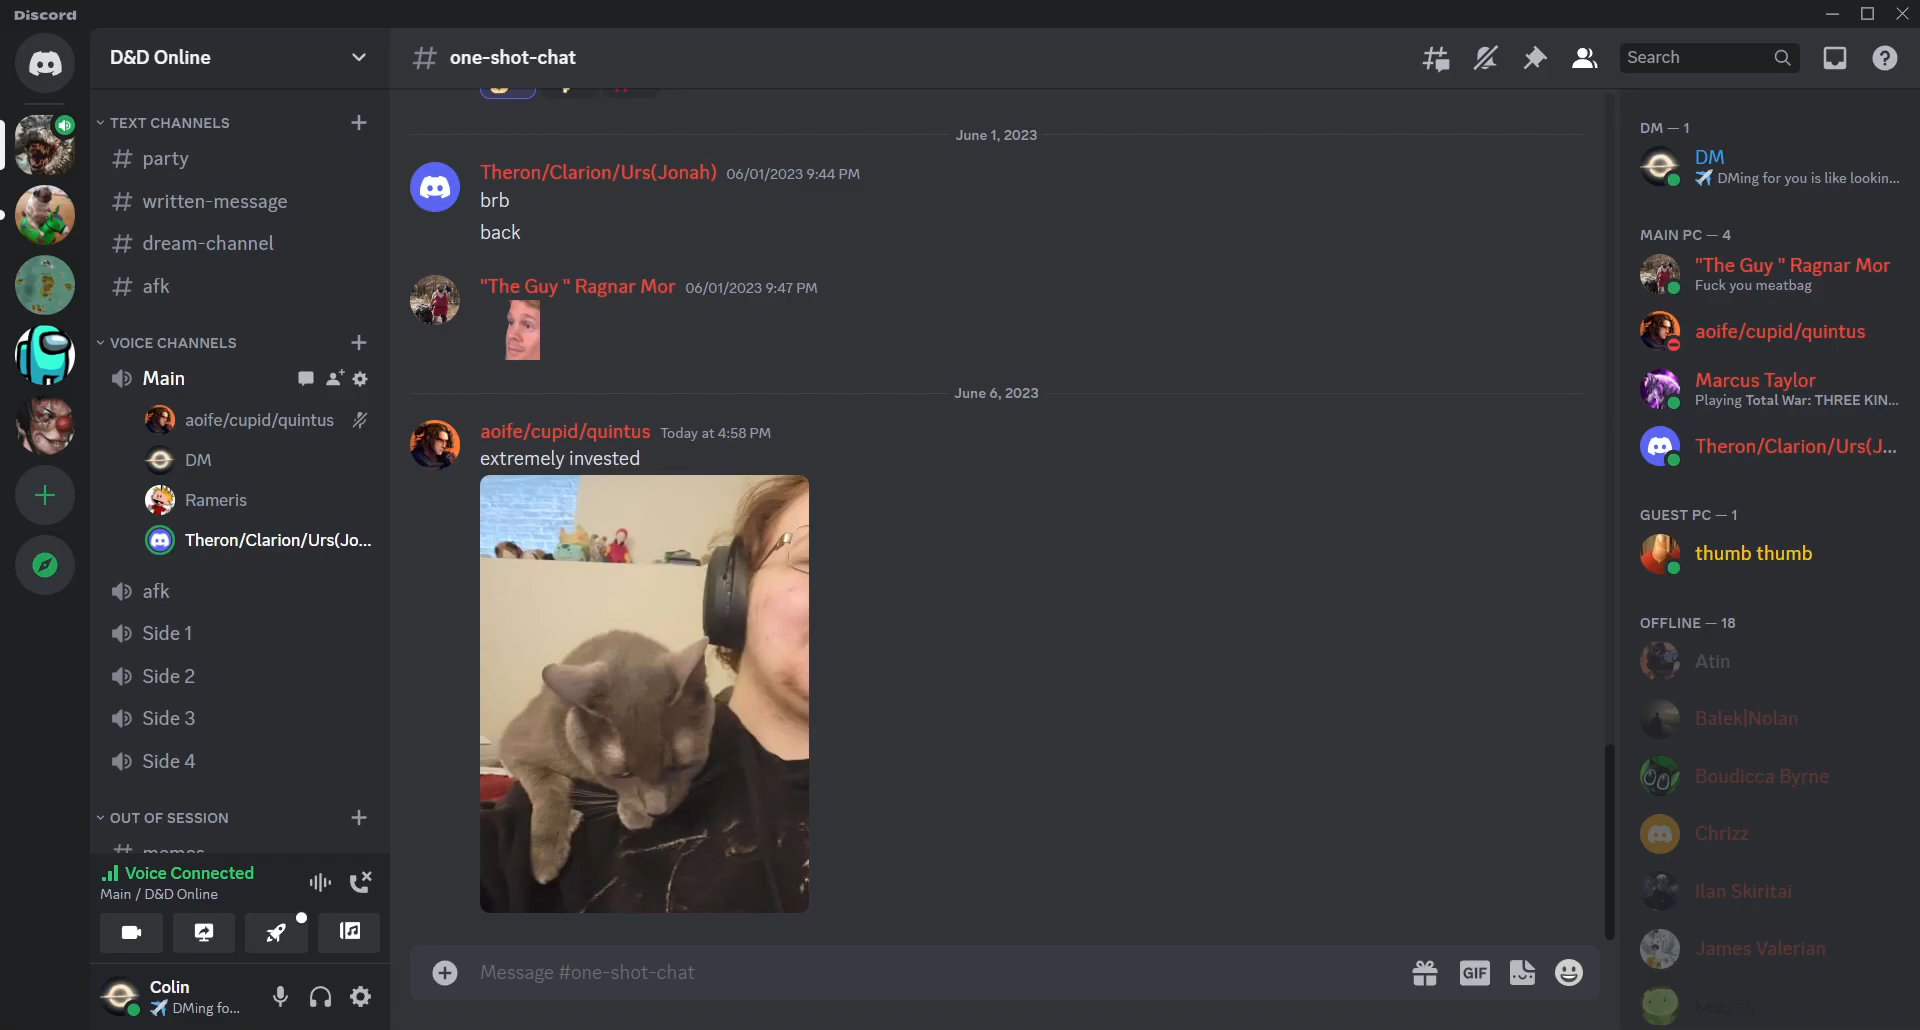 Discord
D&D Online
TEXT CHANNELS
party
written-message
dream-channel
afk
VOICE CHANNELS
Main
aoife/cupid/quintus
DM
Rameris
Theron/Clarion/Urs(Jo...
afk
Side 1
Side 2
Side 3
Side 4
OUT OF SESSION
memes
Voice Connected
Main / D&D Online
Colin
DMing fo...
one-shot-chat
Search
June 1, 2023
Theron/Clarion/Urs(Jonah) 06/01/2023 9:44 PM
brb
back
"The Guy " Ragnar Mor 06/01/2023 9:47 PM
June 6, 2023
aoife/cupid/quintus Today at 4:58 PM
extremely invested
Message #one-shot-chat
GIF
DM — 1
DM
DMing for you is like lookin...
MAIN PC — 4
"The Guy " Ragnar Mor
Fuck you meatbag
aoife/cupid/quintus
Marcus Taylor
Playing Total War: THREE KIN...
Theron/Clarion/Urs(J...
GUEST PC — 1
thumb thumb
OFFLINE — 18
Atin
Balek|Nolan
Boudicca Byrne
Chrizz
Ilan Skiritai
James Valerian
keagan